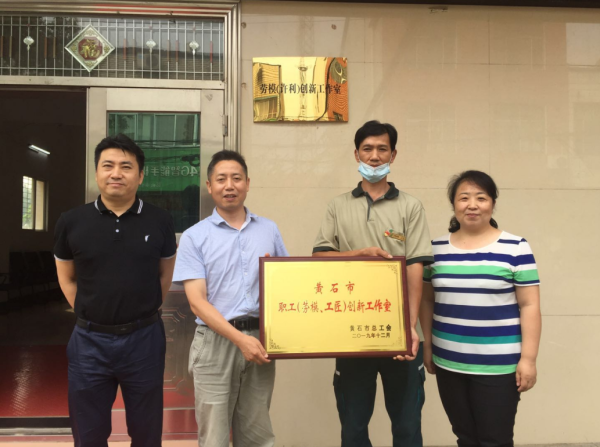 劳模(许利)创新工作室
黄石市
职工(劳模、工匠)创新工作室
黄石市总工会
二〇一九年十二月